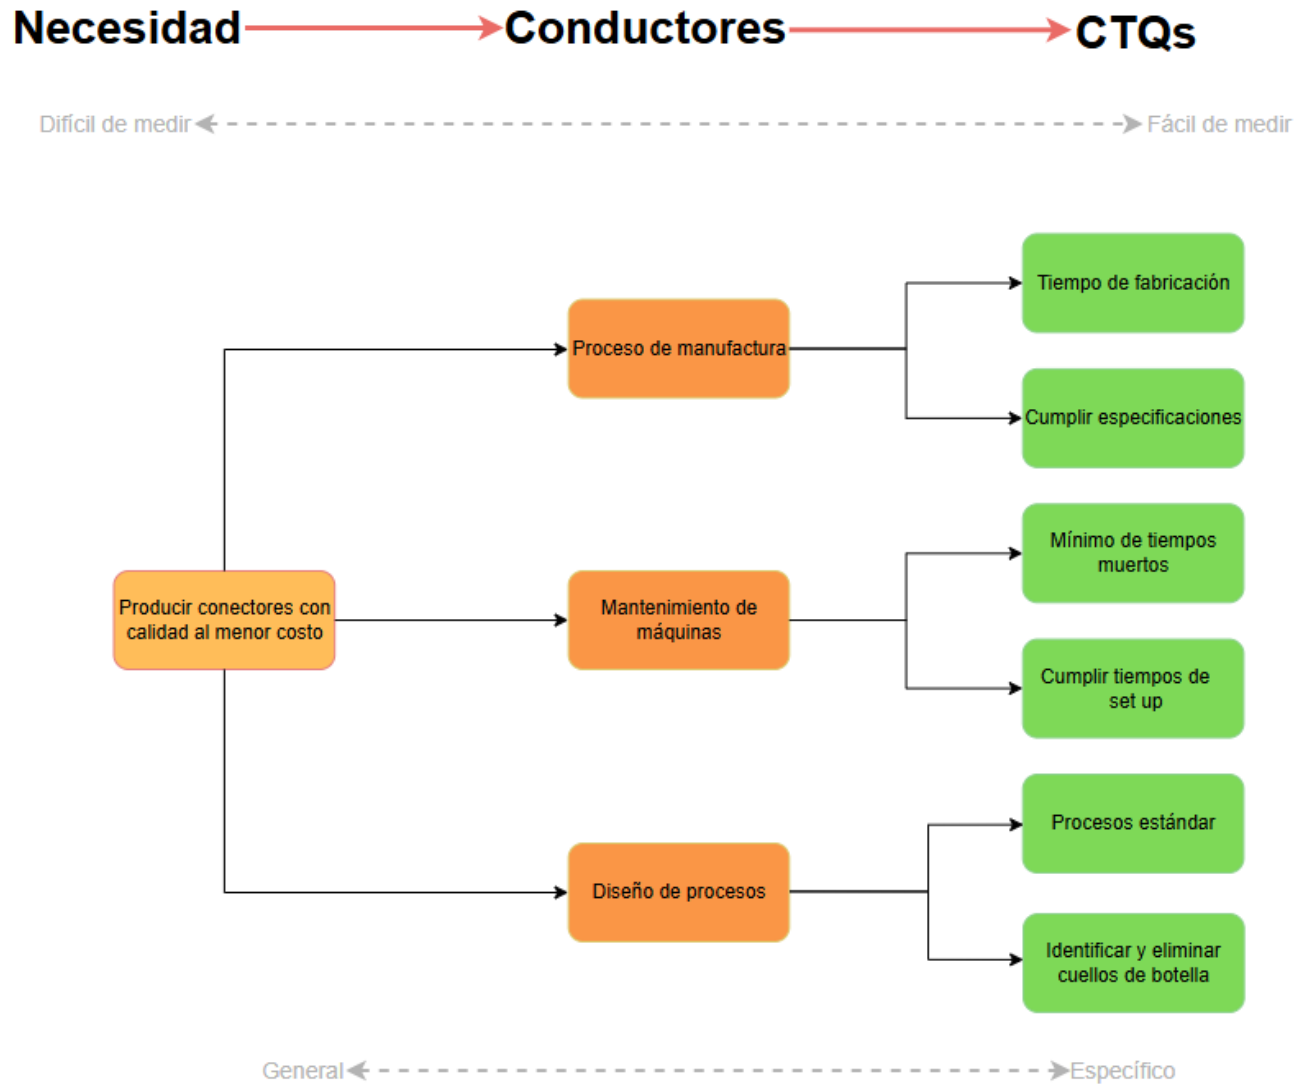 Necesidad
Conductores
CTQs
Difícil de medir
Fácil de medir
Tiempo de fabricación
Proceso de manufactura
Cumplir especificaciones
Mínimo de tiempos
muertos
Producir conectores con
calidad al menor costo
Mantenimiento de
máquinas
Cumplir tiempos de
set up
Procesos estándar
Diseño de procesos
Identificar y eliminar
cuellos de botella
General
Específico